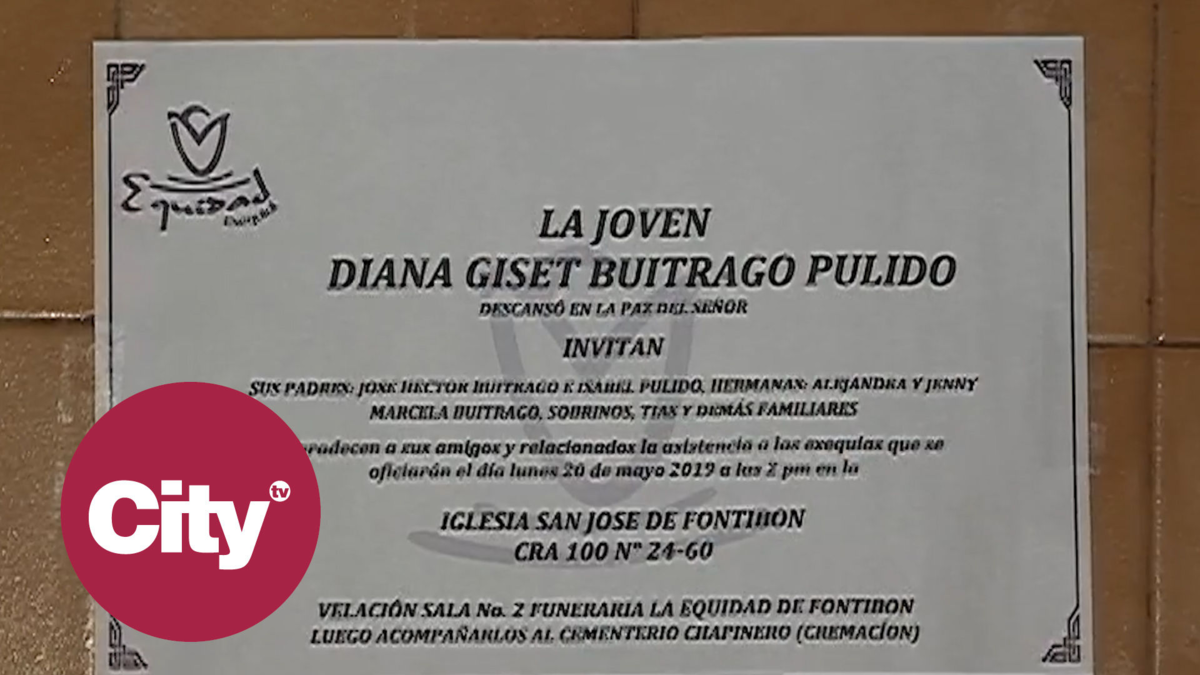 Equidad
LA JOVEN
DIANA GISET BUITRAGO PULIDO
DESCANSÓ EN LA PAZ DEL SEÑOR
INVITAN
SUS PADRES: JOSE HECTOR BUITRAGO E ISABEL PULIDO, HERMANAS: ALEJANDRA Y JENNY
MARCELA BUITRAGO, SOBRINOS, TIAS Y DEMÁS FAMILIARES
radecen a sus amigos y relacionados la asistencia a las exequias que se
oficiarán el día lunes 20 de mayo 2019 a las 2 pm en la
IGLESIA SAN JOSE DE FONTIBON
CRA 100 Nº 24-60
VELACIÓN SALA No. 2 FUNERARIA LA EQUIDAD DE FONTIBON
LUEGO ACOMPAÑARLOS AL CEMENTERIO CHAPINERO (CREMACÍON)
City tv